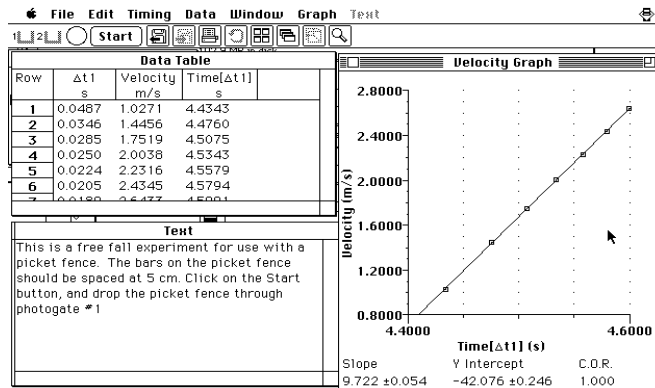 File Edit Timing Data Window Graph Text
1 2 Start
Data Table
Row Δt1 Velocity Time[Δt1]
s m/s s
1 0.0487 1.0271 4.4343
2 0.0346 1.4456 4.4760
3 0.0285 1.7519 4.5075
4 0.0250 2.0038 4.5343
5 0.0224 2.2316 4.5579
6 0.0205 2.4345 4.5794
Text
This is a free fall experiment for use with a
picket fence. The bars on the picket fence
should be spaced at 5 cm. Click on the Start
button, and drop the picket fence through
photogate #1
Velocity Graph
Velocity (m/s)
2.8000
2.4000
2.0000
1.6000
1.2000
0.8000
4.4000 4.6000
Time[Δt1] (s)
Slope Y Intercept C.O.R.
9.722 ±0.054 -42.076 ±0.246 1.000